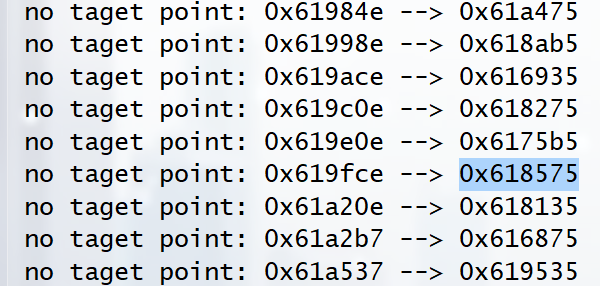 no taget point: 0x61984e --> 0x61a475
no taget point: 0x61998e --> 0x618ab5
no taget point: 0x619ace --> 0x616935
no taget point: 0x619c0e --> 0x618275
no taget point: 0x619e0e --> 0x6175b5
no taget point: 0x619fce --> 0x618575
no taget point: 0x61a20e --> 0x618135
no taget point: 0x61a2b7 --> 0x616875
no taget point: 0x61a537 --> 0x619535